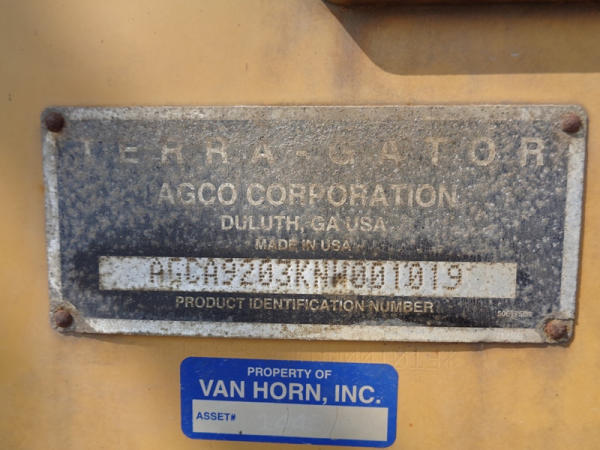 TERRA-GATOR
AGCO CORPORATION
DULUTH, GA USA
MADE IN USA
AGCA9203KNW001019
PRODUCT IDENTIFICATION NUMBER
PROPERTY OF
VAN HORN, INC.
ASSET#